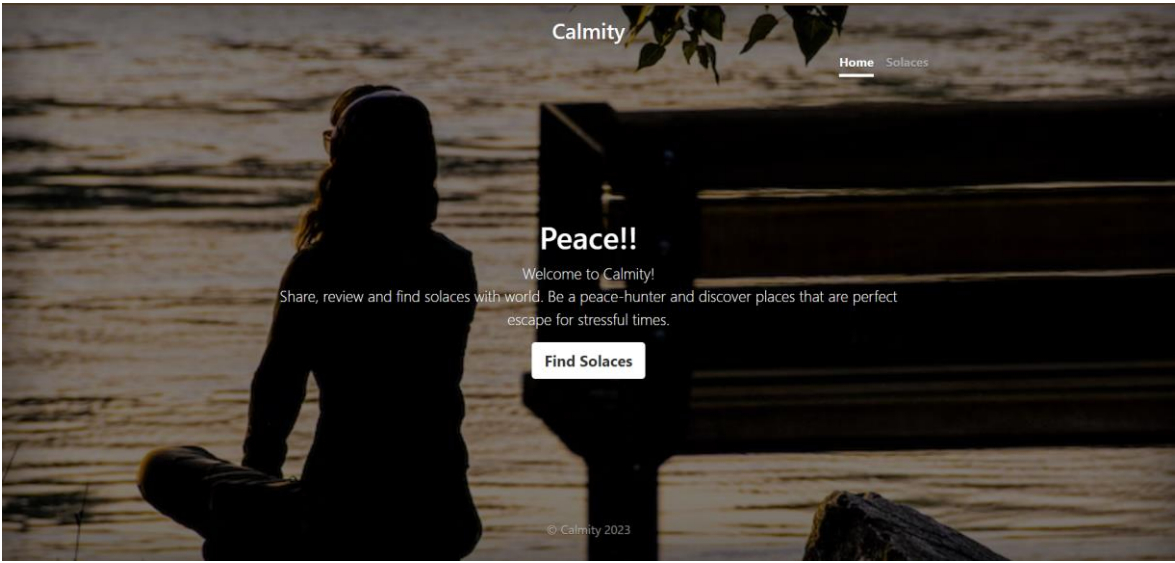 Calmity
Home Solaces
Peace!!
Welcome to Calmity!
Share, review and find solaces with world. Be a peace-hunter and discover places that are perfect
escape for stressful times.
Find Solaces
© Calmity 2023